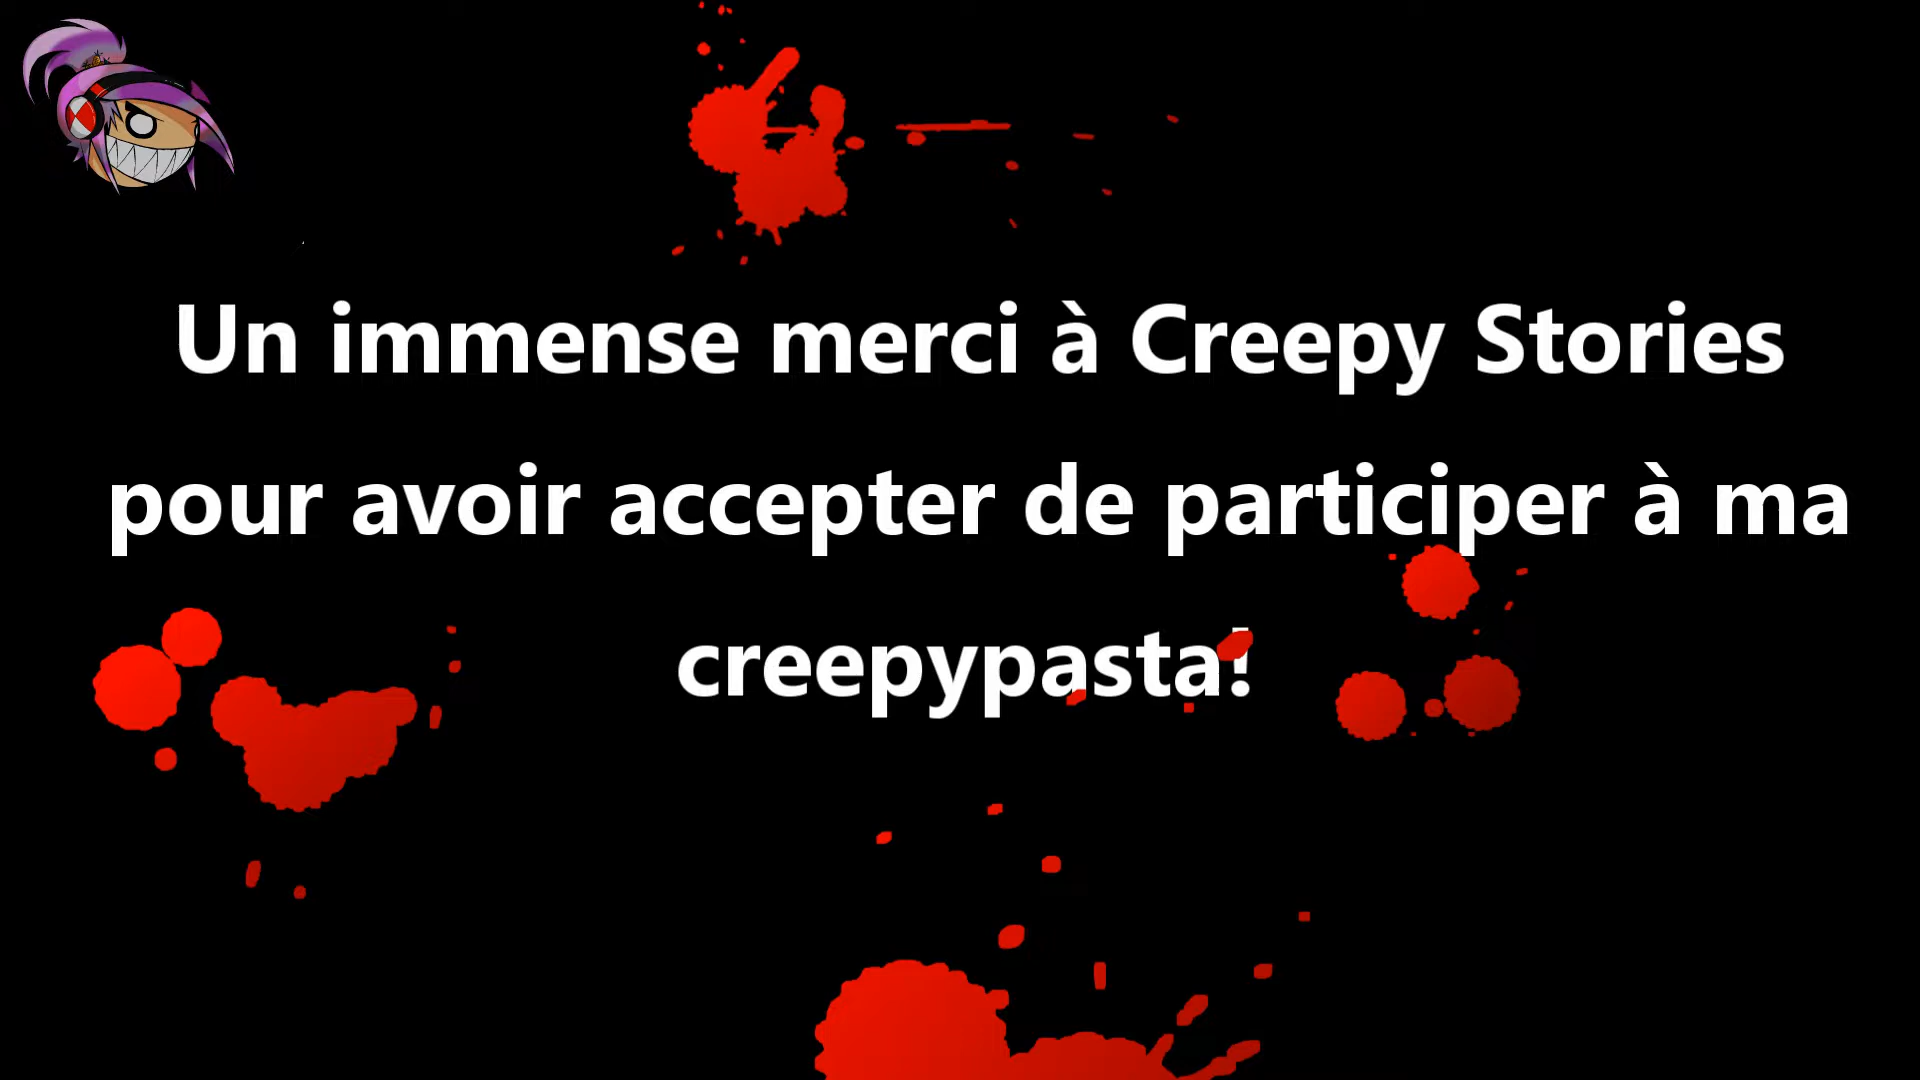 Un immense merci à Creepy Stories
pour avoir accepter de participer à ma
creepypasta!